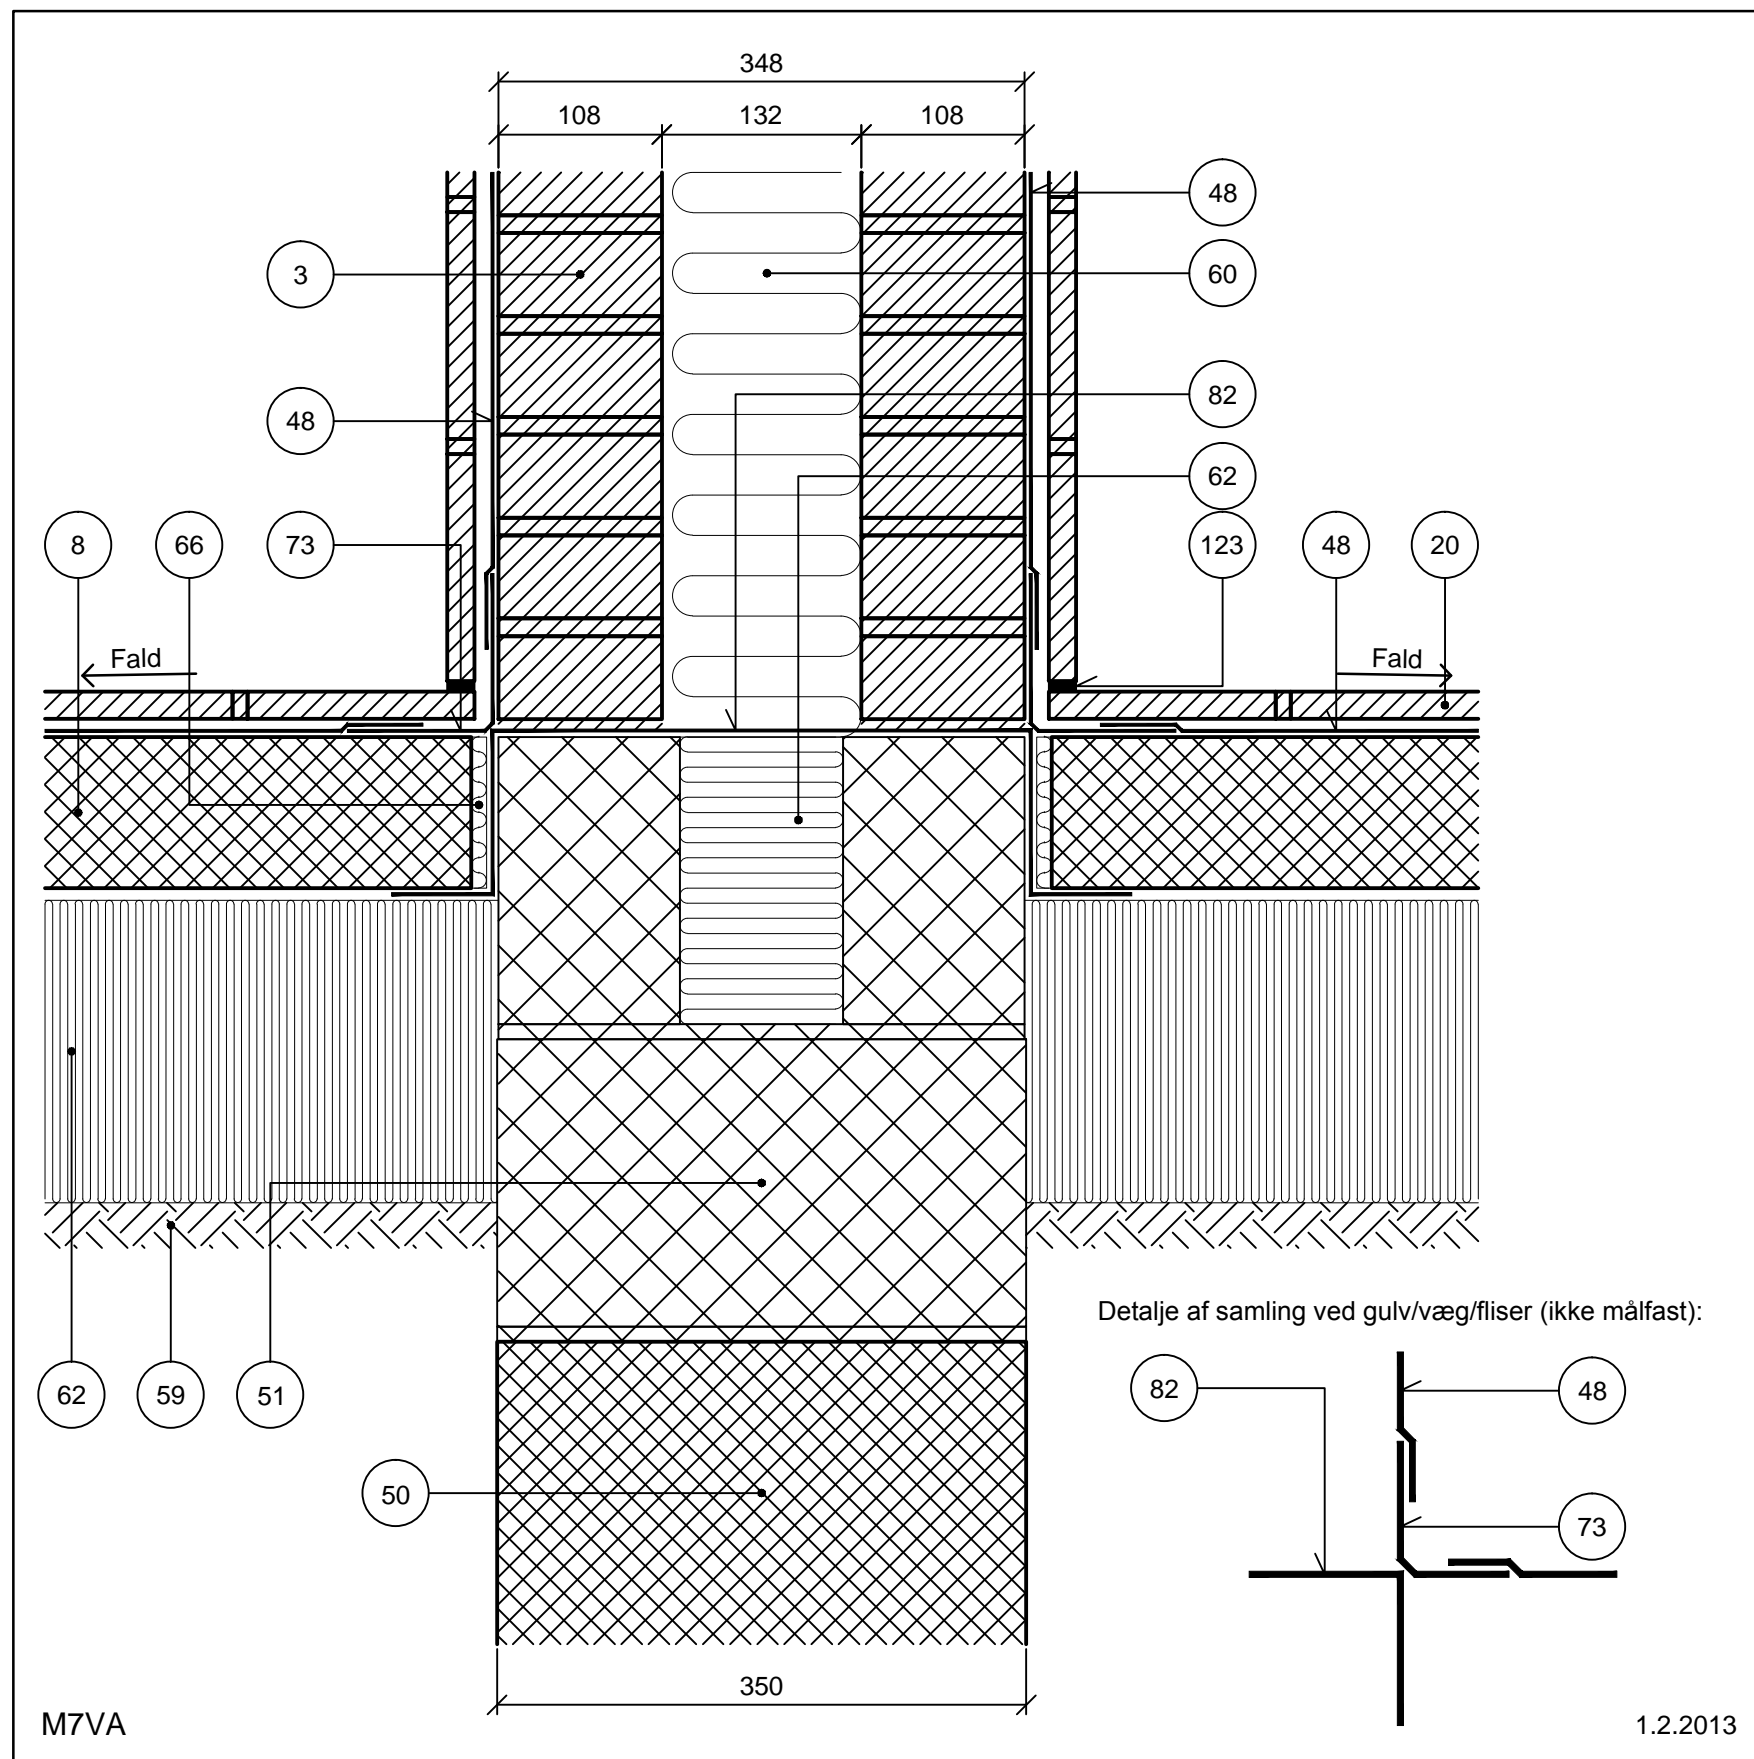 348
108 132 108
48
3 60
82
48
62
8 66 73 123 48 20
Fald Fald
Detalje af samling ved gulv/væg/fliser (ikke målfast):
62 59 51 82 48
50
73
350
M7VA 1.2.2013